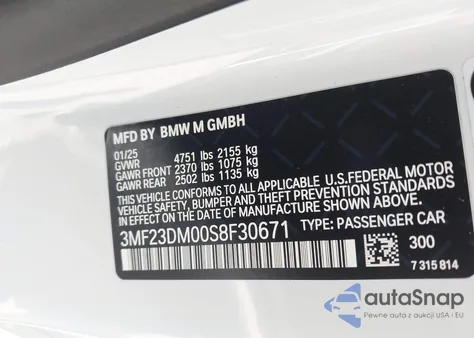 MFD BY BMW M GMBH
01/25
GVWR 4751 lbs 2155 kg
GAWR FRONT 2370 lbs 1075 kg
GAWR REAR 2502 lbs 1135 kg
THIS VEHICLE CONFORMS TO ALL APPLICABLE U.S.FEDERAL MOTOR
VEHICLE SAFETY, BUMPER AND THEFT PREVENTION STANDARDS
IN EFFECT ON THE DATE OF MANUFACTURE SHOWN ABOVE.
3MF23DM00S8F30671 TYPE: PASSENGER CAR
300
7 315 814
autoSnap
Pewne auta z aukcji USA i EU